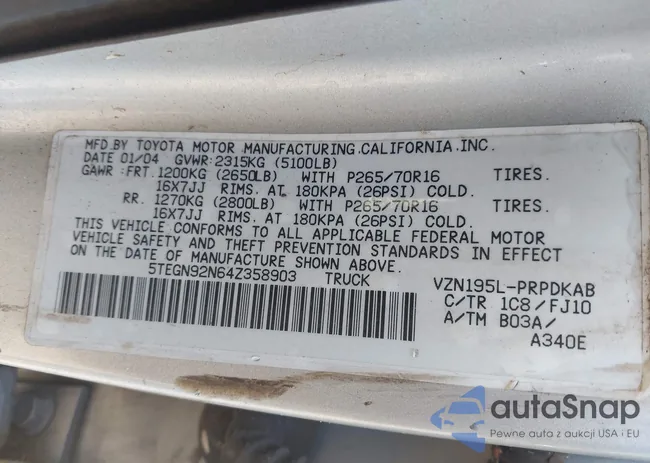 MFD BY TOYOTA MOTOR MANUFACTURING.CALIFORNIA.INC.
DATE 01/04 GVWR:2315KG (5100LB)
GAWR: FRT. 1200KG (2650LB) WITH P265/70R16 TIRES.
16X7JJ RIMS. AT 180KPA (26PSI) COLD.
RR. 1270KG (2800LB) WITH P265/70R16 TIRES.
16X7JJ RIMS. AT 180KPA (26PSI) COLD.
THIS VEHICLE CONFORMS TO ALL APPLICABLE FEDERAL MOTOR
VEHICLE SAFETY AND THEFT PREVENTION STANDARDS IN EFFECT
ON THE DATE OF MANUFACTURE SHOWN ABOVE.
5TEGN92N64Z358903 TRUCK
VZN195L-PRPDKAB
C/TR 1C8/FJ10
A/TM B03A/
A340E
autaSnap
Pewne auta z aukcji USA i EU